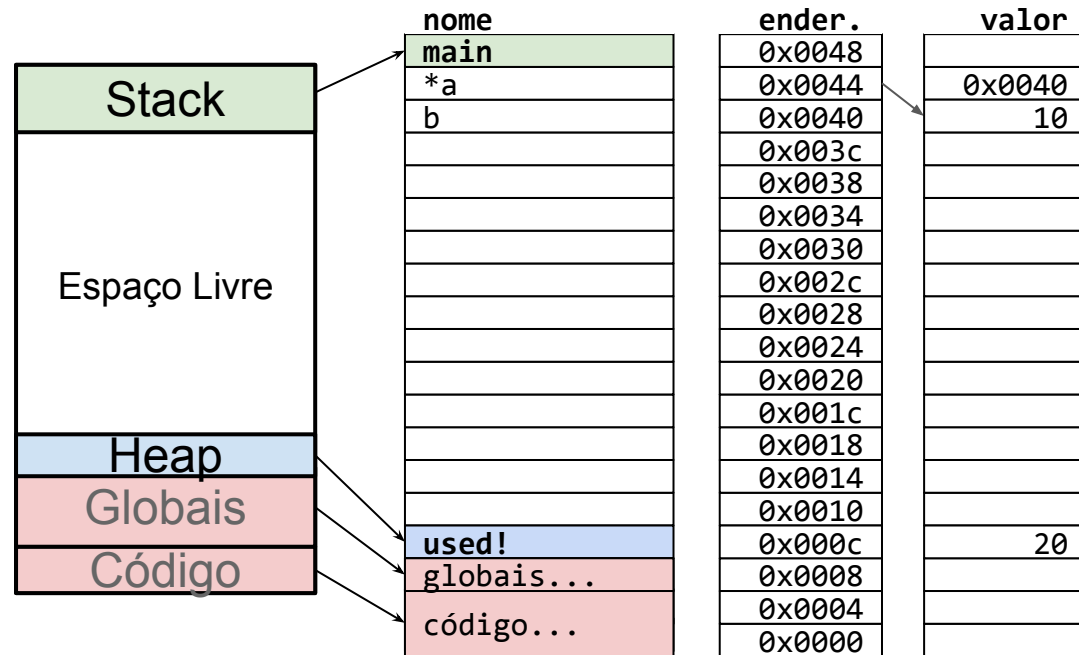 nome ender. valor
main 0x0048
Stack
*a 0x0044 0x0040
b 0x0040 10
0x003c
0x0038
0x0034
0x0030
Espaço Livre
0x002c
0x0028
0x0024
0x0020
0x001c
Heap
0x0018
0x0014
Globais
0x0010
used! 0x000c 20
Código
globais... 0x0008
código...
0x0004
0x0000